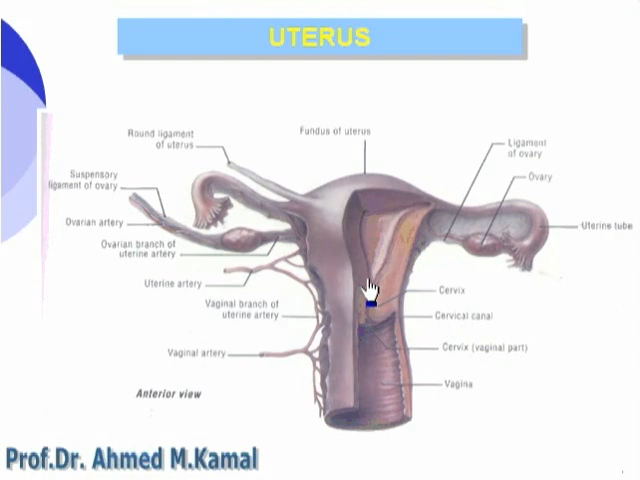 UTERUS
Round ligament
of uterus
Fundus of uterus
Ligament
of ovary
Suspensory
ligament of ovary
Ovary
Ovarian artery
Uterine tube
Ovarian branch of
uterine artery
Uterine artery
Cervix
Vaginal branch of
uterine artery
Cervical canal
Cervix (vaginal part)
Vaginal artery
Vagina
Anterior view
Prof.Dr. Ahmed M.Kamal